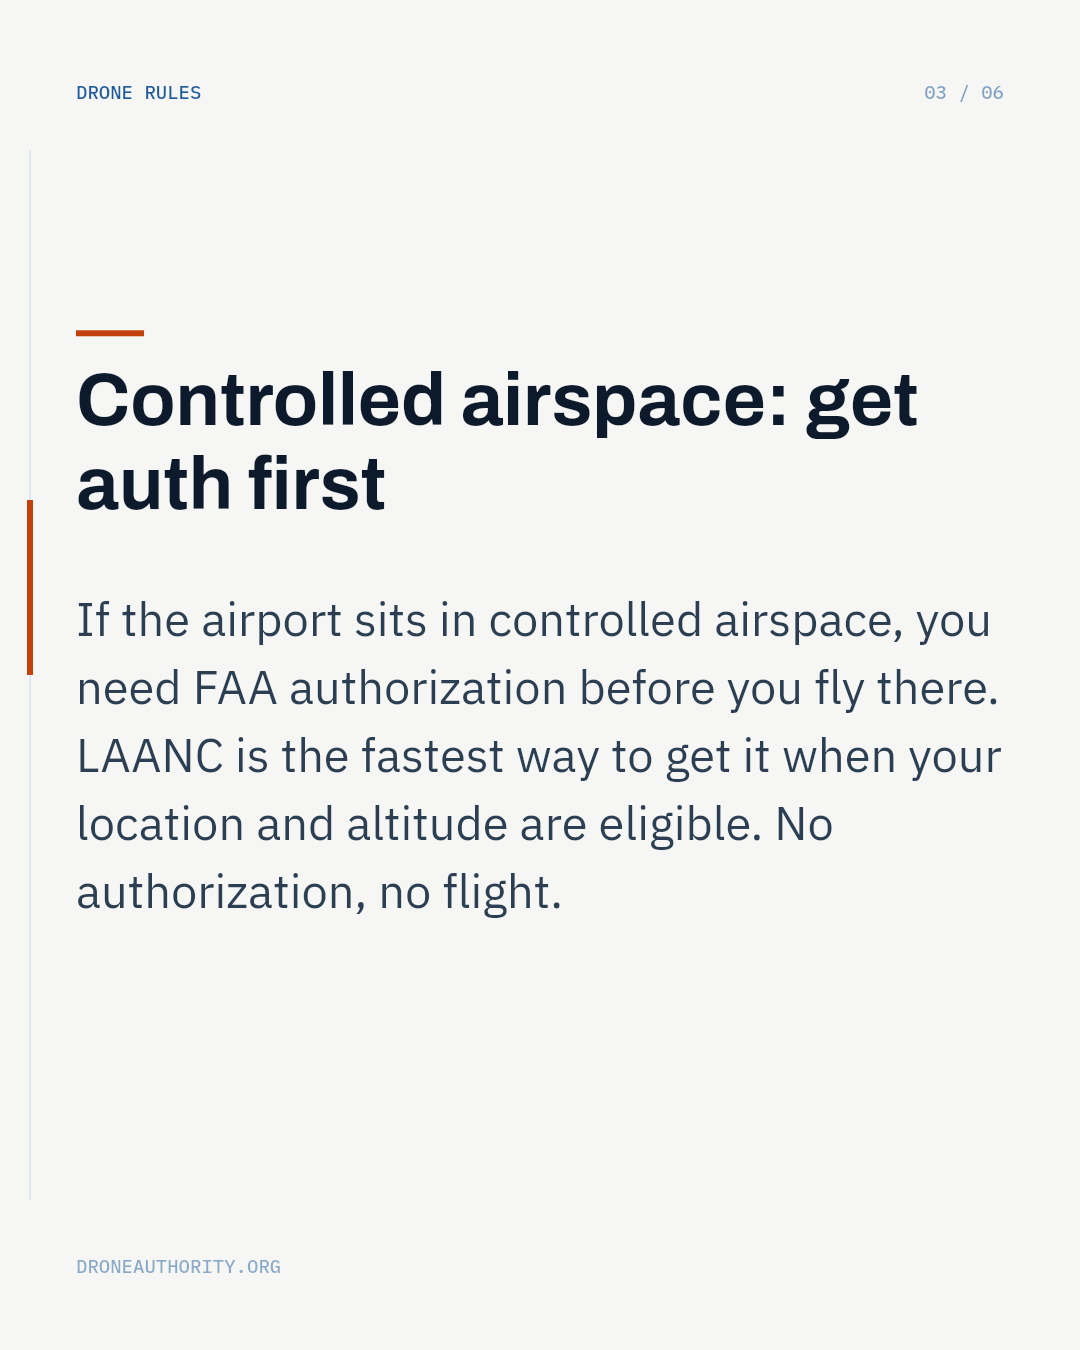 DRONE RULES
03 / 06
Controlled airspace: get
auth first
If the airport sits in controlled airspace, you
need FAA authorization before you fly there.
LAANC is the fastest way to get it when your
location and altitude are eligible. No
authorization, no flight.
DRONEAUTHORITY.ORG